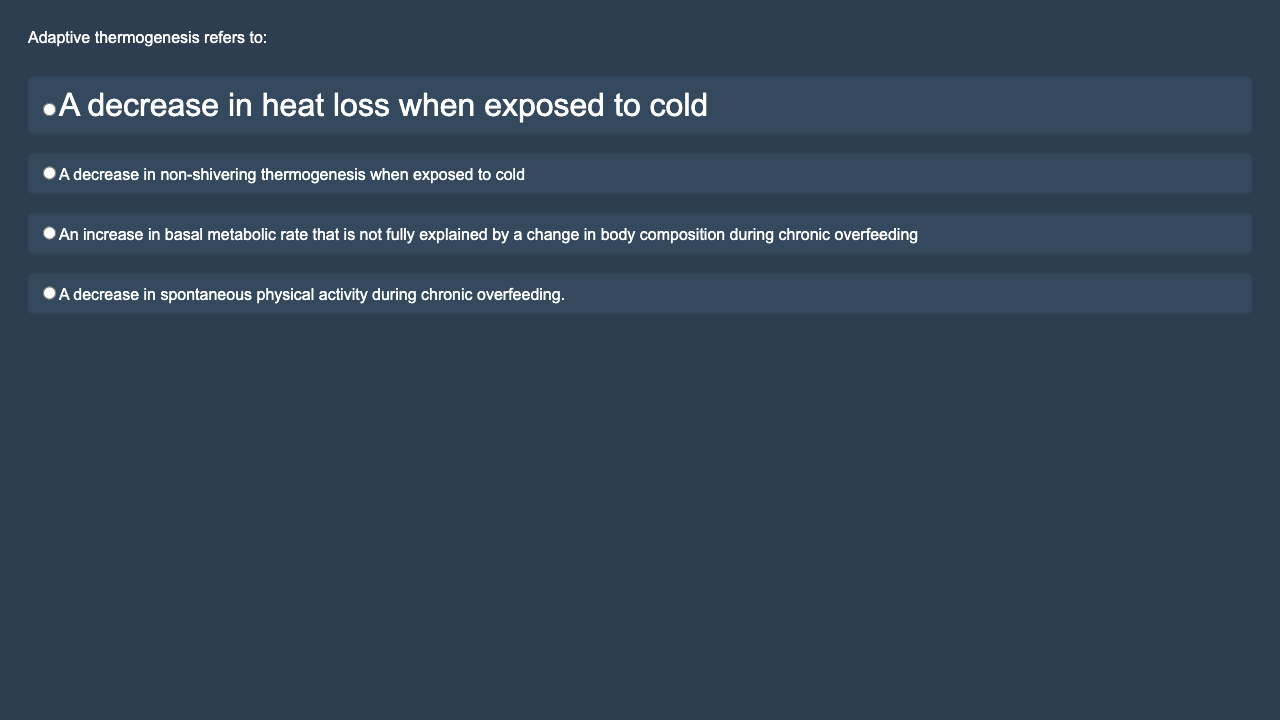 Adaptive thermogenesis refers to:
A decrease in heat loss when exposed to cold
A decrease in non-shivering thermogenesis when exposed to cold
An increase in basal metabolic rate that is not fully explained by a change in body composition during chronic overfeeding
A decrease in spontaneous physical activity during chronic overfeeding.